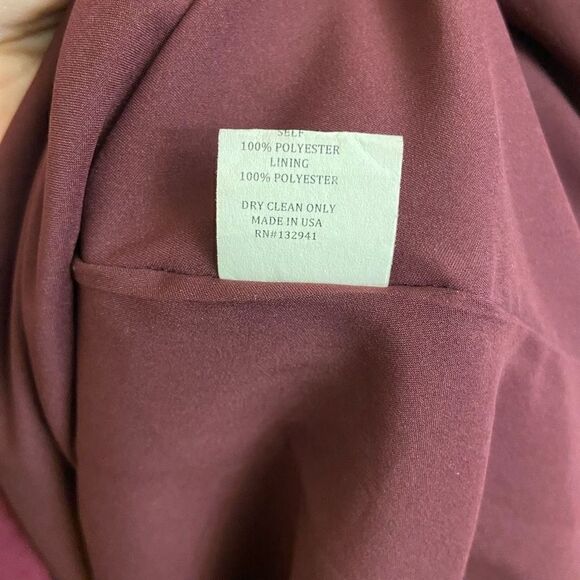 SELF
100% POLYESTER
LINING
100% POLYESTER
DRY CLEAN ONLY
MADE IN USA
RN#132941